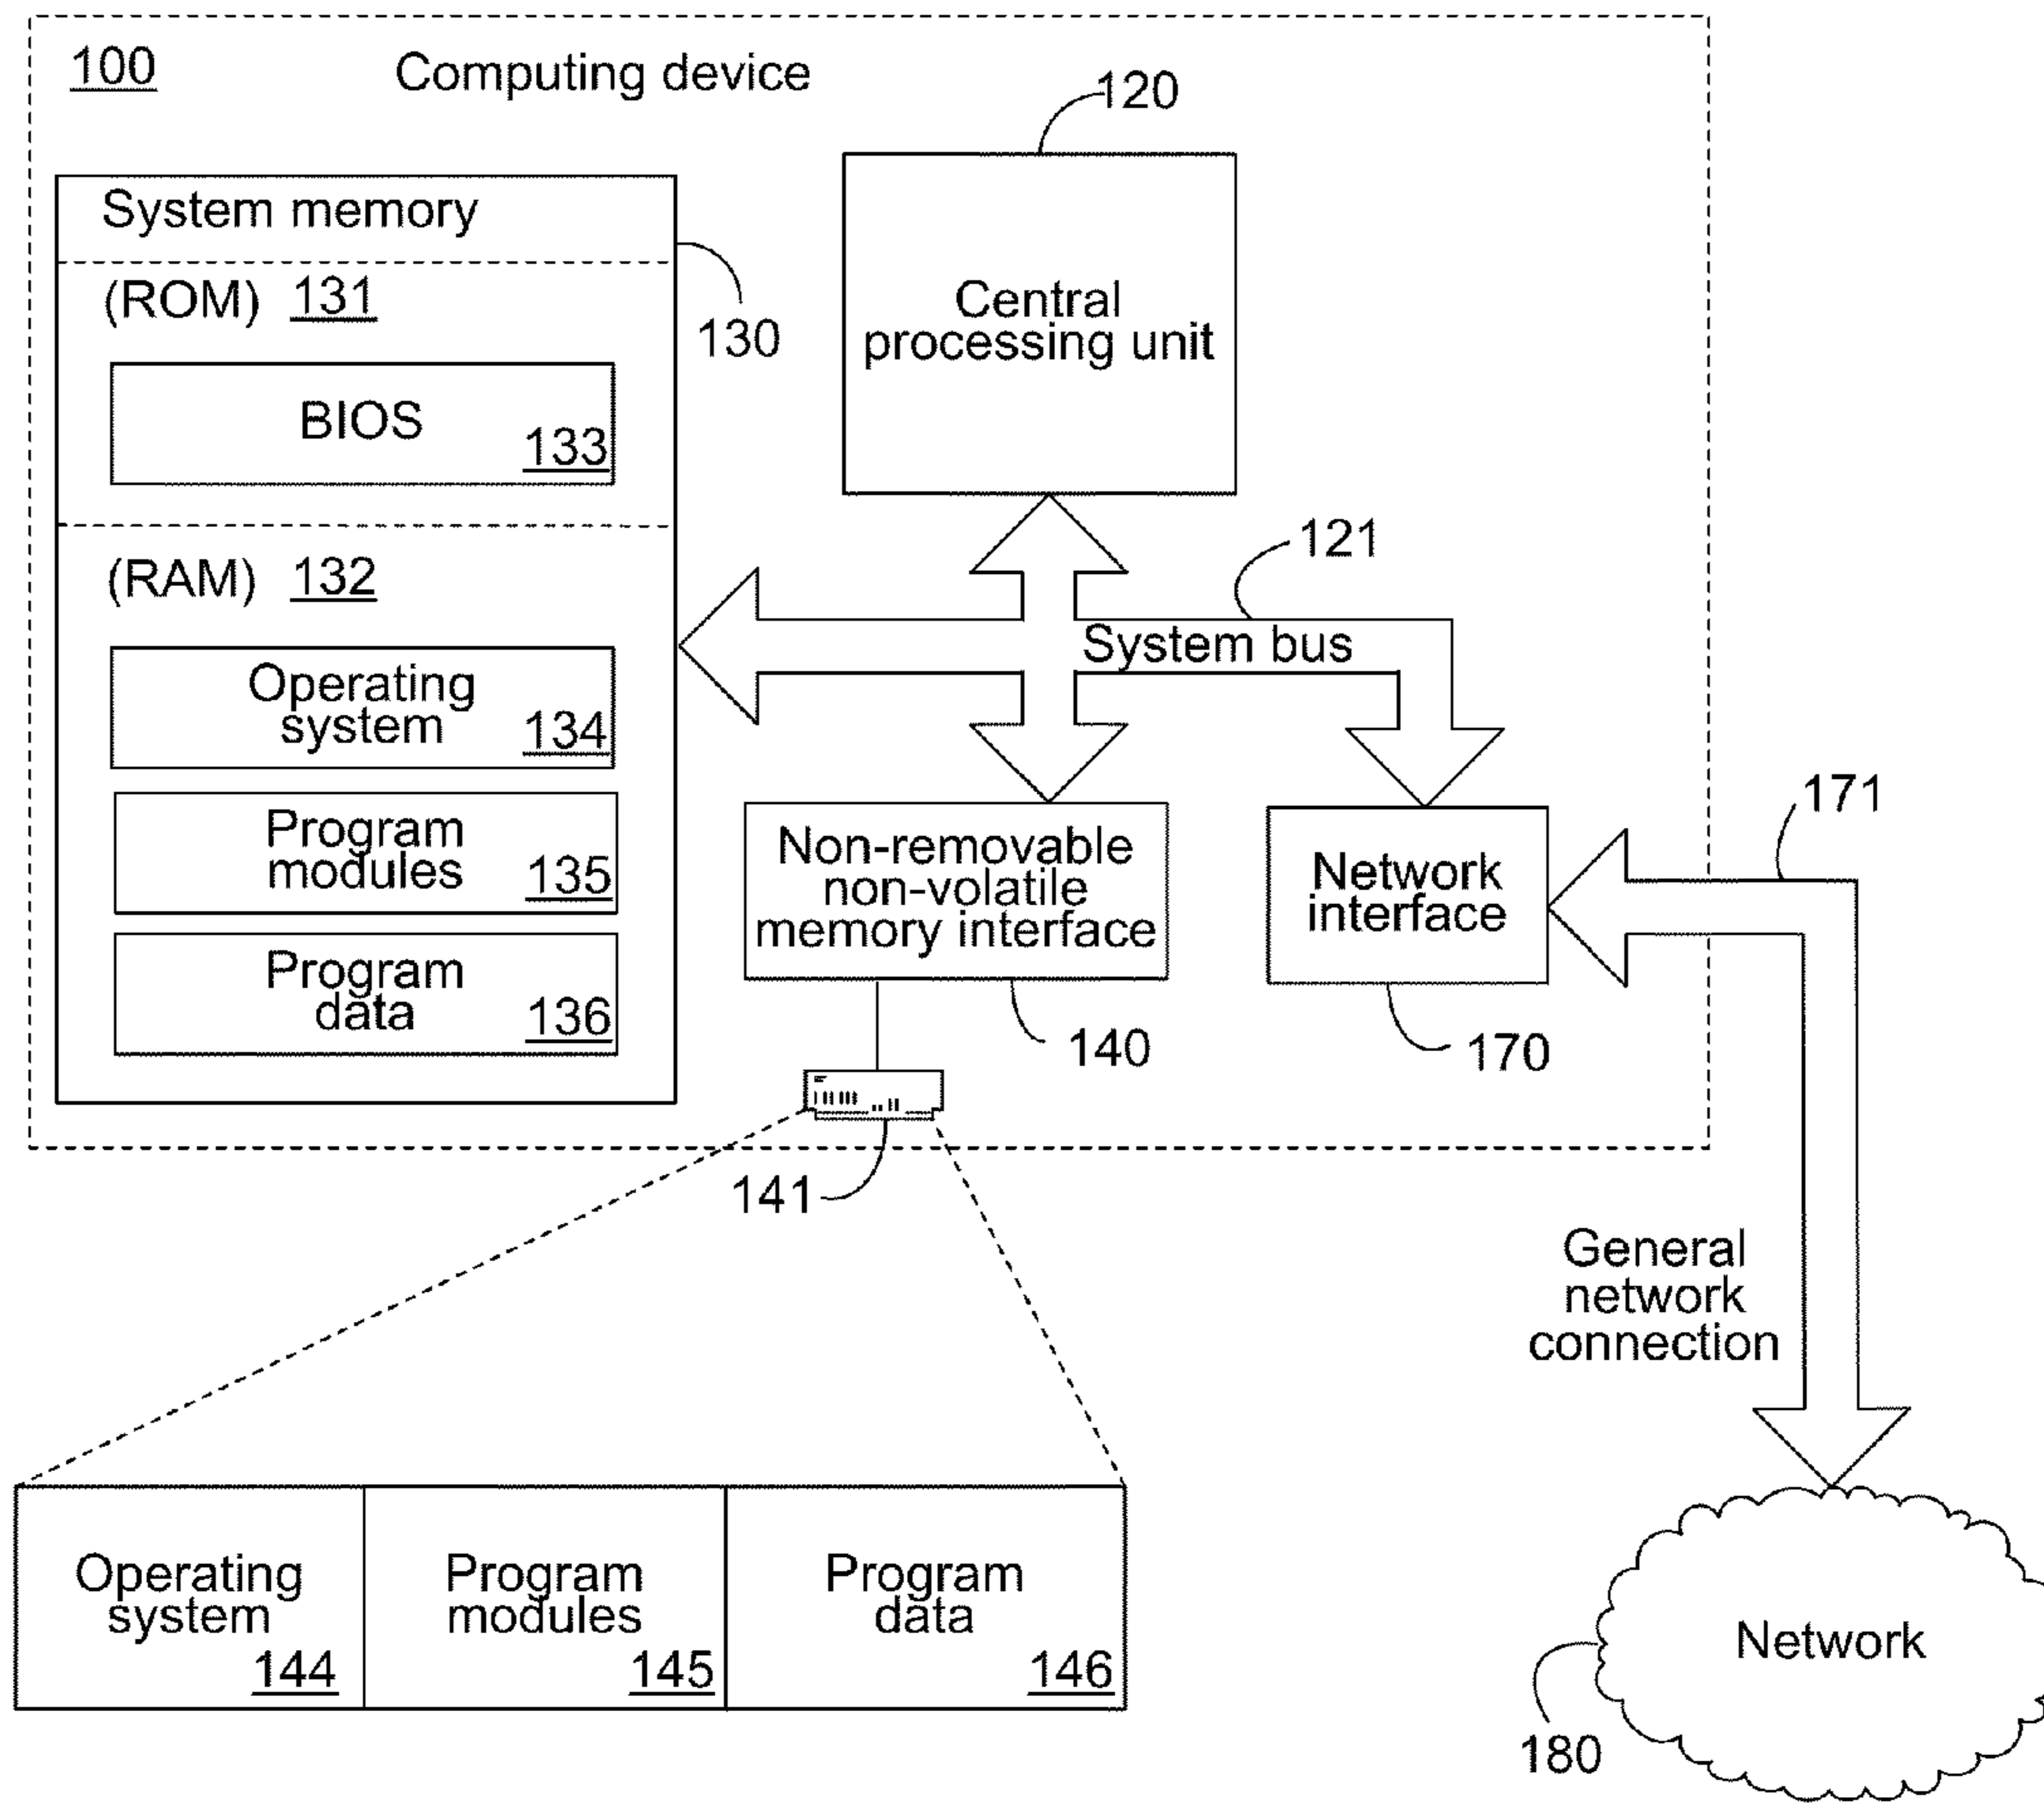 100
Computing device
120
System memory
(ROM) 131
130
BIOS
133
Central
processing unit
(RAM) 132
121
System bus
Operating
system
134
Program
modules
135
Program
data
136
Non-removable
non-volatile
memory interface
140
141
Network
interface
170
171
General
network
connection
Operating
system
144
Program
modules
145
Program
data
146
Network
180